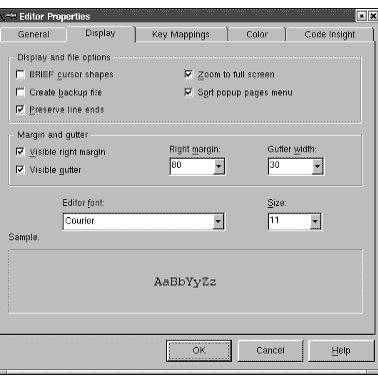 Editor Properties
General Display Key Mappings Color Code Insight
Display and file options
BRIEF cursor shapes Zoom to full screen
Create backup file Sort popup pages menu
Preserve line ends
Margin and gutter
Visible right margin Right margin: Gutter width:
Visible gutter 80 30
Editor font: Size:
Courier 11
Sample:
AaBbYyZz
OK Cancel Help